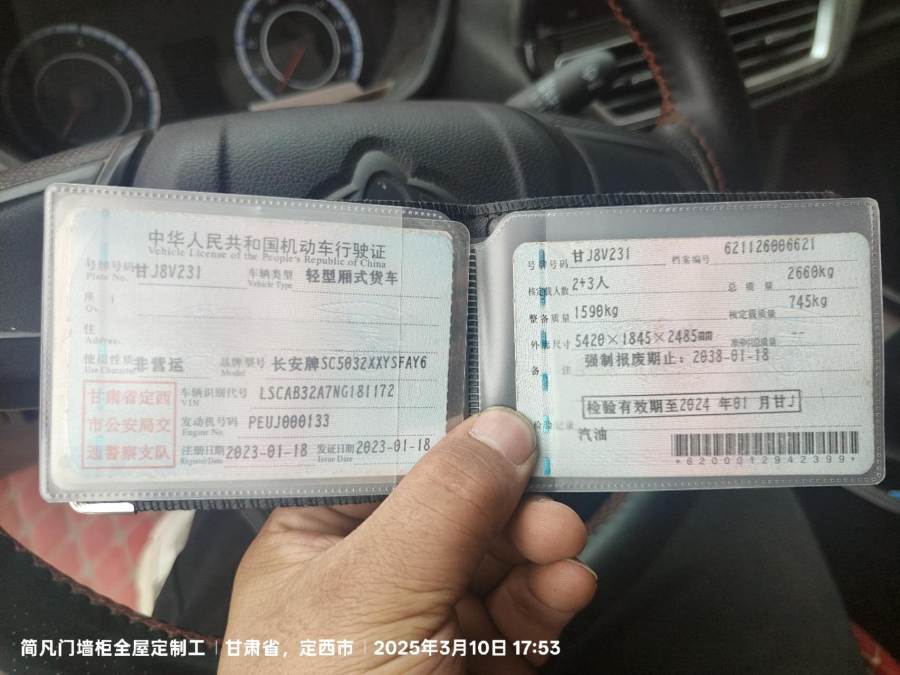 中华人民共和国机动车行驶证
Vehicle License of the People's Republic of China
号牌号码 甘J8V231 车辆类型 轻型厢式货车
Plate No. Vehicle Type
住
Address
使用性质 非营运 品牌型号 长安牌SC5032XXYSFAY6
Use Character Model
甘肃省定西
市公安局交
通警察支队
车辆识别代号 LSCAB32A7NG181172
VIN
发动机号码 PEUJ000133
Engine No.
注册日期 2023-01-18 发证日期 2023-01-18
Register Date Issue Date
号牌号码 甘J8V231 档案编号 621126006621
核定载人数 2+3人 总质量 2660kg
整备质量 1590kg 核定载质量 745kg
外廓尺寸 5420×1845×2485mm 准牵引总质量 --
备注 强制报废期止：2038-01-18
检验有效期至2024年01月甘J
检验记录
汽油
*6200012942399*
简凡门墙柜全屋定制工 | 甘肃省，定西市 | 2025年3月10日 17:53